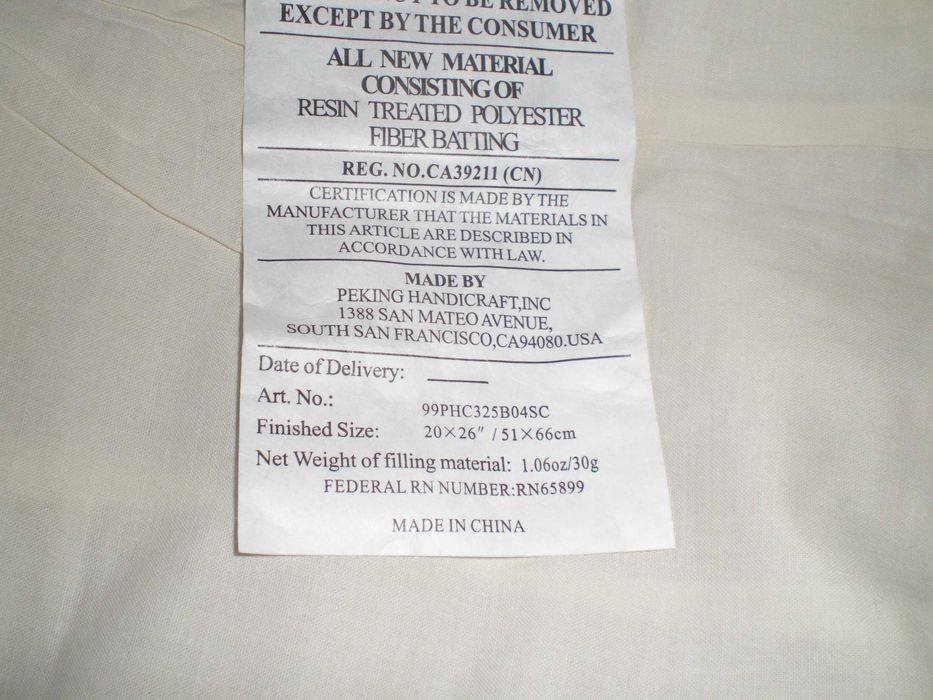 NOT TO BE REMOVED
EXCEPT BY THE CONSUMER
ALL NEW MATERIAL
CONSISTING OF
RESIN TREATED POLYESTER
FIBER BATTING
REG. NO.CA39211 (CN)
CERTIFICATION IS MADE BY THE
MANUFACTURER THAT THE MATERIALS IN
THIS ARTICLE ARE DESCRIBED IN
ACCORDANCE WITH LAW.
MADE BY
PEKING HANDICRAFT,INC
1388 SAN MATEO AVENUE,
SOUTH SAN FRANCISCO,CA94080.USA
Date of Delivery:
Art. No.: 99PHC325B04SC
Finished Size: 20×26″ / 51×66cm
Net Weight of filling material: 1.06oz/30g
FEDERAL RN NUMBER:RN65899
MADE IN CHINA